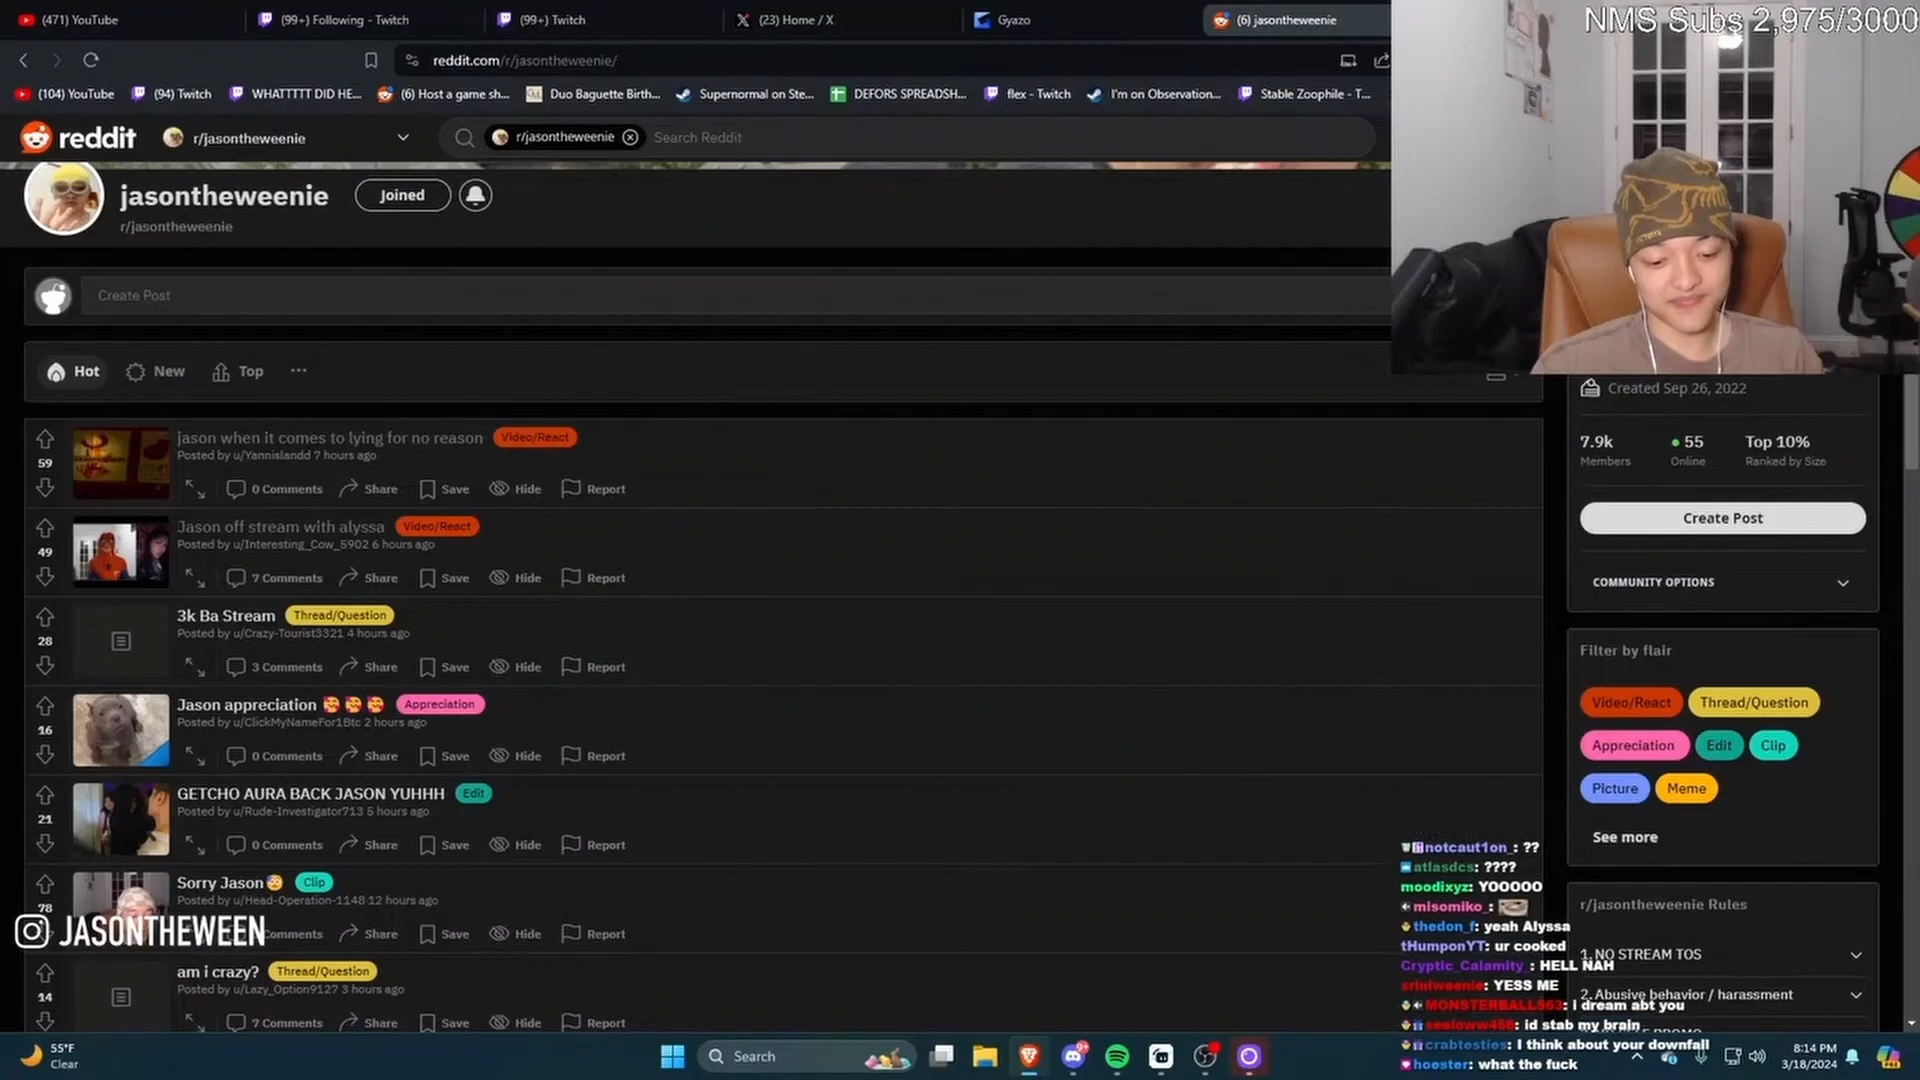 (471) YouTube
(99+) Following - Twitch
(99+) Twitch
(23) Home / X
Gyazo
(6) jasontheweenie
NMS Subs 2,975/3000
reddit.com/r/jasontheweenie/
(104) YouTube
(94) Twitch
WHATTTTT DID HE...
(6) Host a game sh...
Duo Baguette Birth...
Supernormal on Ste...
DEFORS SPREADSH...
flex - Twitch
I'm on Observation...
Stable Zoophile - T...
reddit
r/jasontheweenie
r/jasontheweenie
Search Reddit
jasontheweenie
Joined
r/jasontheweenie
Create Post
Hot
New
Top
...
jason when it comes to lying for no reason Video/React
59
Posted by u/Yannislandd 7 hours ago
0 Comments Share Save Hide Report
Jason off stream with alyssa Video/React
49
Posted by u/Interesting_Cow_5902 6 hours ago
7 Comments Share Save Hide Report
3k Ba Stream Thread/Question
28
Posted by u/Crazy-Tourist3321 4 hours ago
3 Comments Share Save Hide Report
Jason appreciation 🥰 🥰 🥰 Appreciation
16
Posted by u/ClickMyNameFor1Btc 2 hours ago
0 Comments Share Save Hide Report
GETCHO AURA BACK JASON YUHHH Edit
21
Posted by u/Rude-Investigator713 5 hours ago
0 Comments Share Save Hide Report
Sorry Jason Clip
78
Posted by u/Head-Operation-1148 12 hours ago
omments Share Save Hide Report
JASONTHEWEEN
am i crazy? Thread/Question
14
Posted by u/Lazy_Option9127 3 hours ago
7 Comments Share Save Hide Report
Created Sep 26, 2022
7.9k
Members
55
Online
Top 10%
Ranked by Size
Create Post
COMMUNITY OPTIONS
Filter by flair
Video/React
Thread/Question
Appreciation
Edit
Clip
Picture
Meme
See more
r/jasontheweenie Rules
1. NO STREAM TOS
2. Abusive behavior / harassment
notcaut1on_: ??
atlasdcs: ????
moodixyz: YOOOOO
misomiko_:
thedon_f: yeah Alyssa
tHumponYT: ur cooked
Cryptic_Calamity_: HELL NAH
sriniweenie: YESS ME
MONSTERBALLS63: i dream abt you
seeloww456: id stab my brain
crabtesties: I think about your downfall
hoester: what the fuck
55°F
Clear
Search
9+
8:14 PM
3/18/2024